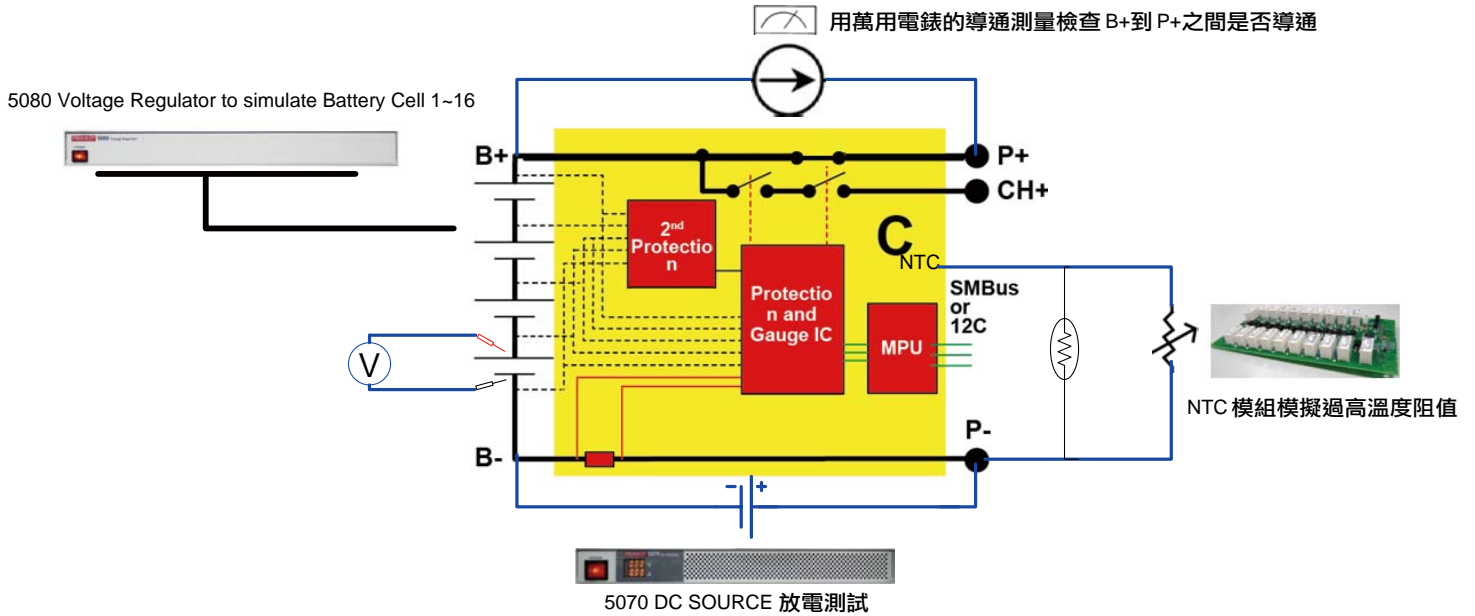 用萬用電錶的導通測量檢查 B+到 P+之間是否導通
5080 Voltage Regulator to simulate Battery Cell 1~16
B+
P+
CH+
2nd
Protectio
n
C
NTC
Protectio
n and
Gauge IC
SMBus
or
12C
MPU
V
NTC 模組模擬過高溫度阻值
P-
B-
- +
5070 DC SOURCE 放電測試